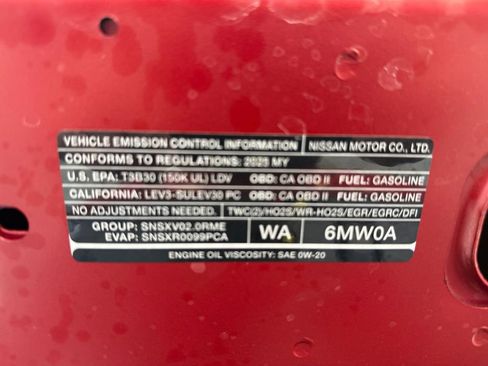 VEHICLE EMISSION CONTROL INFORMATION NISSAN MOTOR CO., LTD.
CONFORMS TO REGULATIONS: 2025 MY
U.S. EPA: T3B30 (150K UL) LDV OBD: CA OBD II FUEL: GASOLINE
CALIFORNIA: LEV3-SULEV30 PC OBD: CA OBD II FUEL: GASOLINE
NO ADJUSTMENTS NEEDED. TWC(2)/HO2S/WR-HO2S/EGR/EGRC/DFI
GROUP: SNSXV02.0RME
EVAP: SNSXR0099PCA
WA 6MW0A
ENGINE OIL VISCOSITY: SAE 0W-20